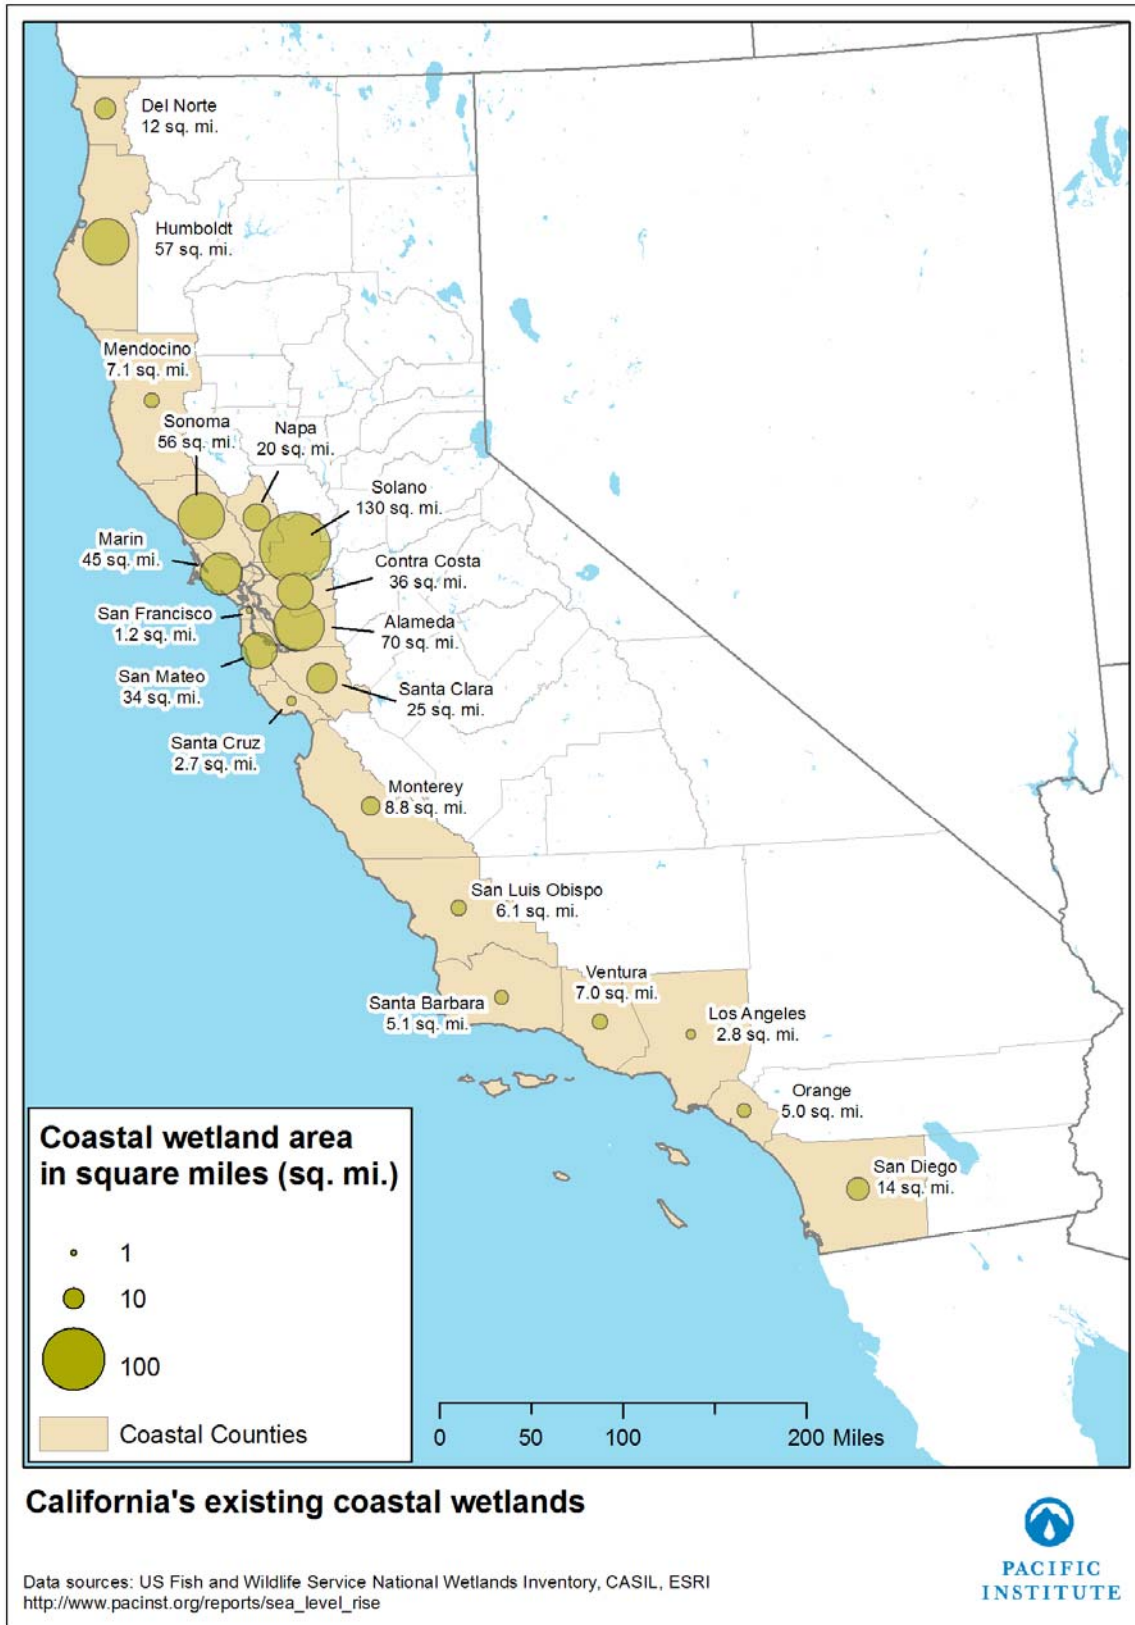 Del Norte
12 sq. mi.
Humboldt
57 sq. mi.
Mendocino
7.1 sq. mi.
Sonoma
56 sq. mi.
Napa
20 sq. mi.
Solano
130 sq. mi.
Marin
45 sq. mi.
Contra Costa
36 sq. mi.
San Francisco
1.2 sq. mi.
Alameda
70 sq. mi.
San Mateo
34 sq. mi.
Santa Clara
25 sq. mi.
Santa Cruz
2.7 sq. mi.
Monterey
8.8 sq. mi.
San Luis Obispo
6.1 sq. mi.
Santa Barbara
5.1 sq. mi.
Ventura
7.0 sq. mi.
Los Angeles
2.8 sq. mi.
Orange
5.0 sq. mi.
San Diego
14 sq. mi.
Coastal wetland area
in square miles (sq. mi.)
1
10
100
Coastal Counties
0 50 100 200 Miles
California's existing coastal wetlands
Data sources: US Fish and Wildlife Service National Wetlands Inventory, CASIL, ESRI
http://www.pacinst.org/reports/sea_level_rise
PACIFIC
INSTITUTE